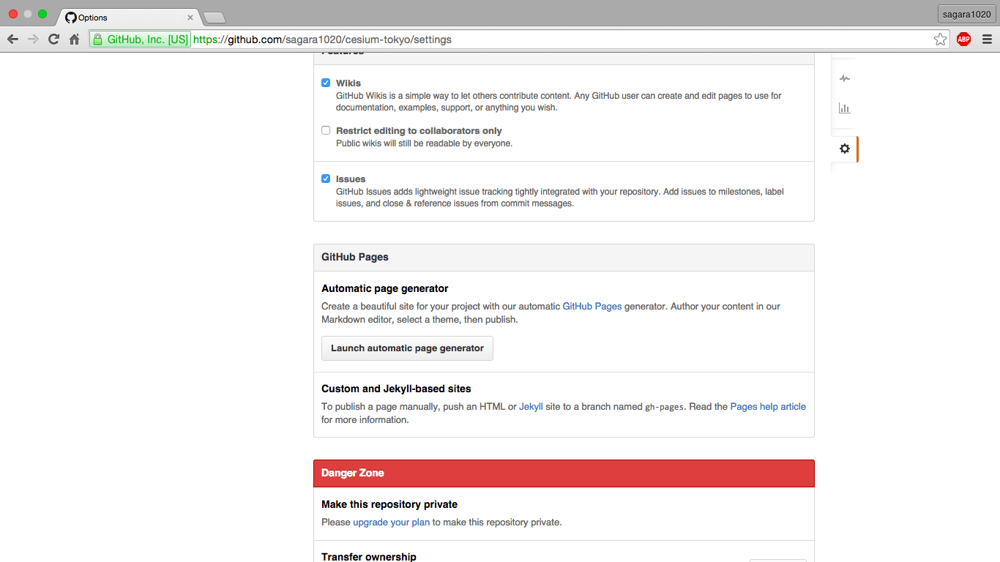 Options
sagara1020
GitHub, Inc. [US] https://github.com/sagara1020/cesium-tokyo/settings
ABP
Features
Wikis
GitHub Wikis is a simple way to let others contribute content. Any GitHub user can create and edit pages to use for
documentation, examples, support, or anything you wish.
Restrict editing to collaborators only
Public wikis will still be readable by everyone.
Issues
GitHub Issues adds lightweight issue tracking tightly integrated with your repository. Add issues to milestones, label
issues, and close & reference issues from commit messages.
GitHub Pages
Automatic page generator
Create a beautiful site for your project with our automatic GitHub Pages generator. Author your content in our
Markdown editor, select a theme, then publish.
Launch automatic page generator
Custom and Jekyll-based sites
To publish a page manually, push an HTML or Jekyll site to a branch named gh-pages. Read the Pages help article
for more information.
Danger Zone
Make this repository private
Please upgrade your plan to make this repository private.
Transfer ownership